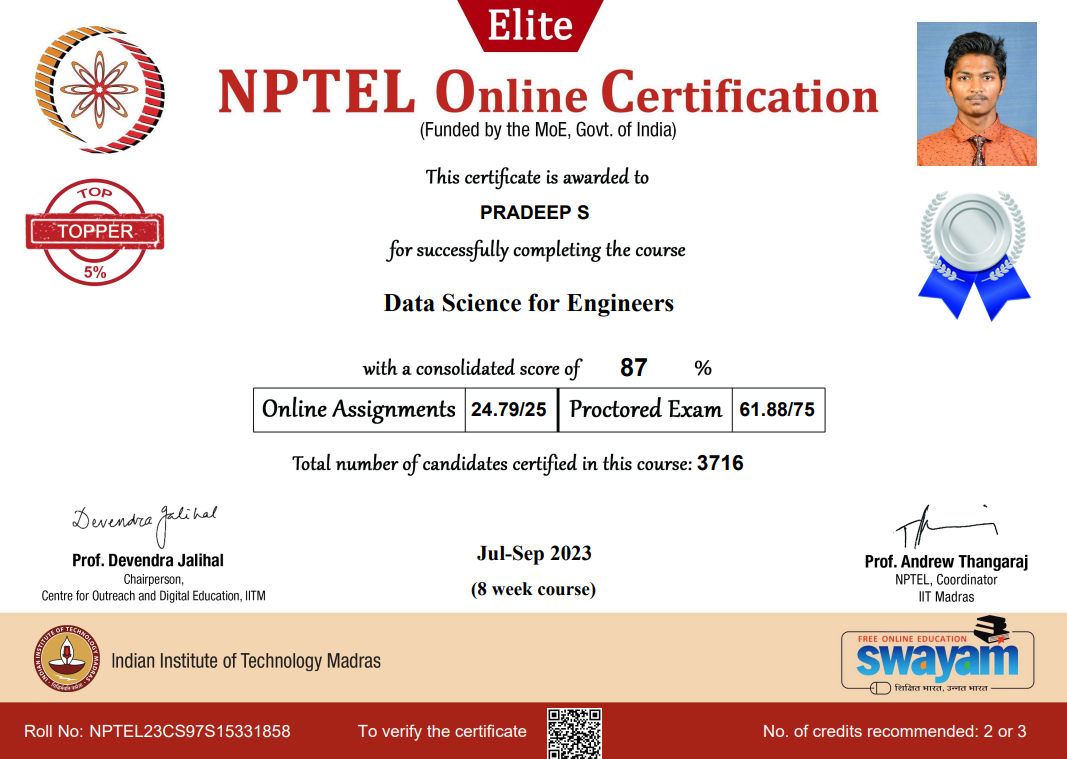 Elite
NPTEL Online Certification
(Funded by the MoE, Govt. of India)
This certificate is awarded to
PRADEEP S
for successfully completing the course
Data Science for Engineers
with a consolidated score of 87 %
Online Assignments 24.79/25 Proctored Exam 61.88/75
Total number of candidates certified in this course: 3716
TOP
TOPPER
5%
Devendra Jalihal
Prof. Devendra Jalihal
Chairperson,
Centre for Outreach and Digital Education, IITM
Jul-Sep 2023
(8 week course)
Prof. Andrew Thangaraj
NPTEL, Coordinator
IIT Madras
INDIAN INSTITUTE OF TECHNOLOGY MADRAS
Indian Institute of Technology Madras
FREE ONLINE EDUCATION
swayam
शिक्षित भारत, उन्नत भारत
Roll No: NPTEL23CS97S15331858
To verify the certificate
No. of credits recommended: 2 or 3